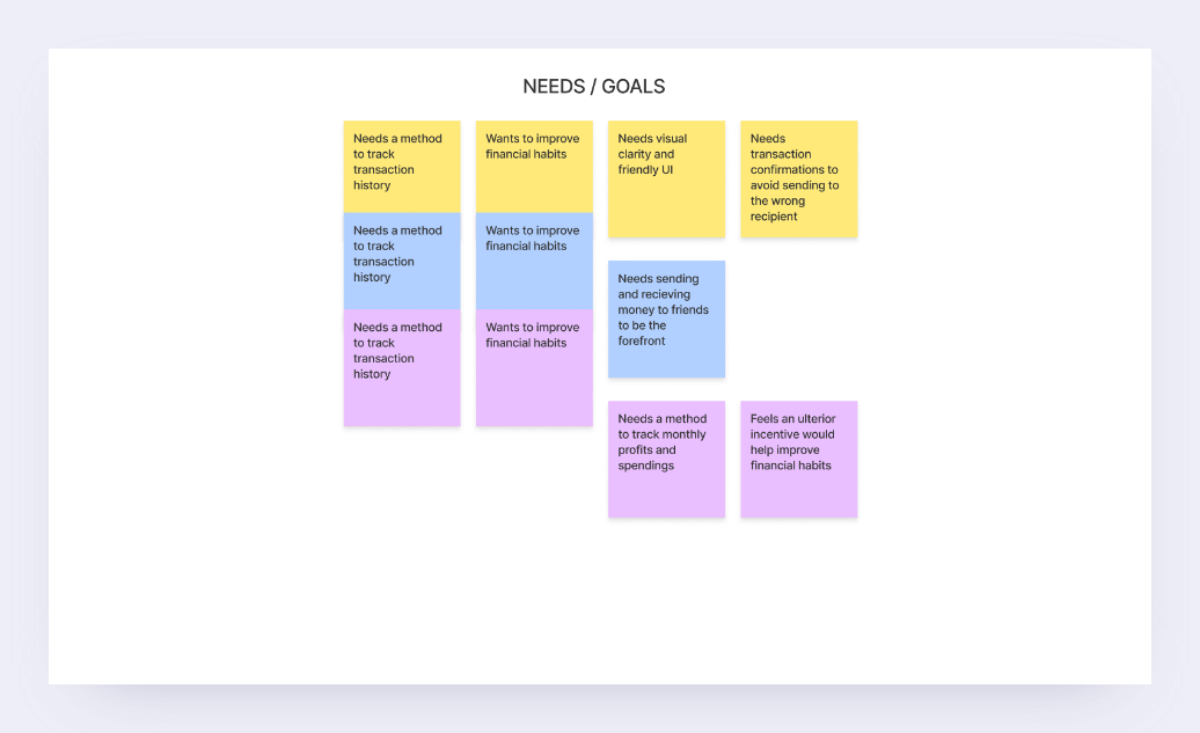 NEEDS / GOALS
Needs a method
to track
transaction
history
Wants to improve
financial habits
Needs visual
clarity and
friendly UI
Needs
transaction
confirmations to
avoid sending to
the wrong
recipient
Needs a method
to track
transaction
history
Wants to improve
financial habits
Needs sending
and recieving
money to friends
to be the
forefront
Needs a method
to track
transaction
history
Wants to improve
financial habits
Needs a method
to track monthly
profits and
spendings
Feels an ulterior
incentive would
help improve
financial habits